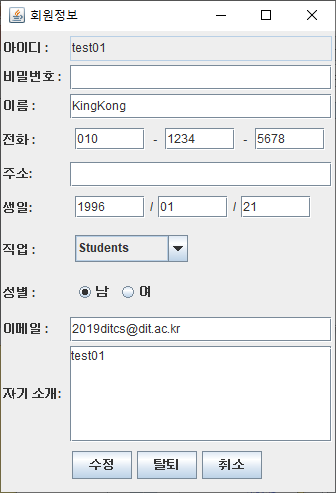 회원정보
아이디 : test01
비밀번호 :
이름 : KingKong
전화 : 010 - 1234 - 5678
주소:
생일: 1996 / 01 / 21
직업 : Students
성별 : 남 여
이메일 : 2019ditcs@dit.ac.kr
자기 소개: test01
수정 탈퇴 취소